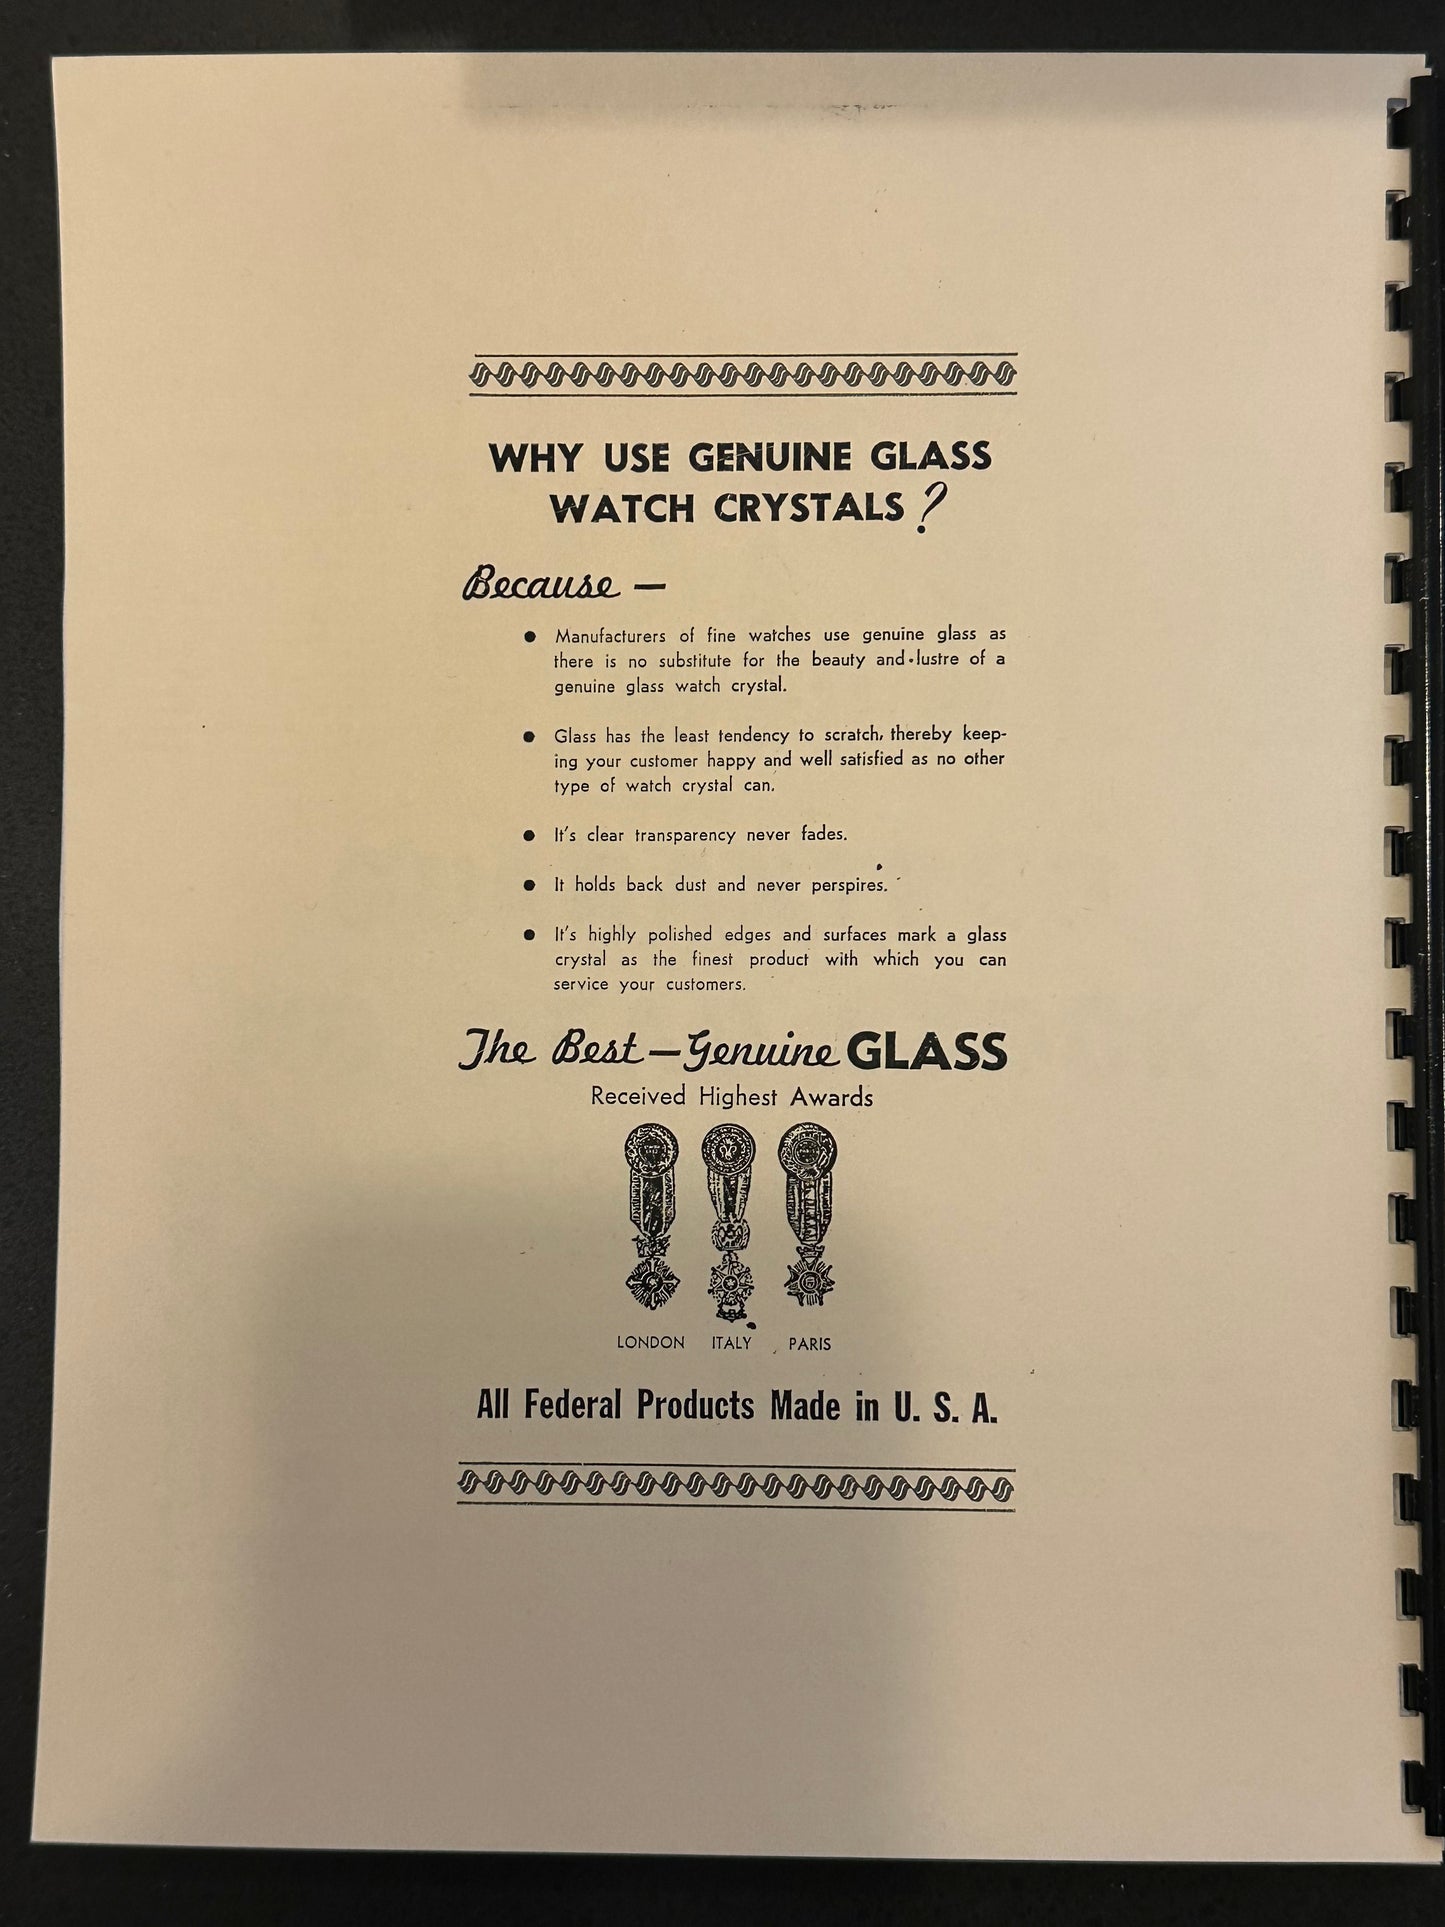 WHY USE GENUINE GLASS
WATCH CRYSTALS?
Because —
• Manufacturers of fine watches use genuine glass as
there is no substitute for the beauty and lustre of a
genuine glass watch crystal.
• Glass has the least tendency to scratch, thereby keep-
ing your customer happy and well satisfied as no other
type of watch crystal can.
• It's clear transparency never fades.
• It holds back dust and never perspires.
• It's highly polished edges and surfaces mark a glass
crystal as the finest product with which you can
service your customers.
The Best—Genuine GLASS
Received Highest Awards
LONDON ITALY PARIS
All Federal Products Made in U. S. A.